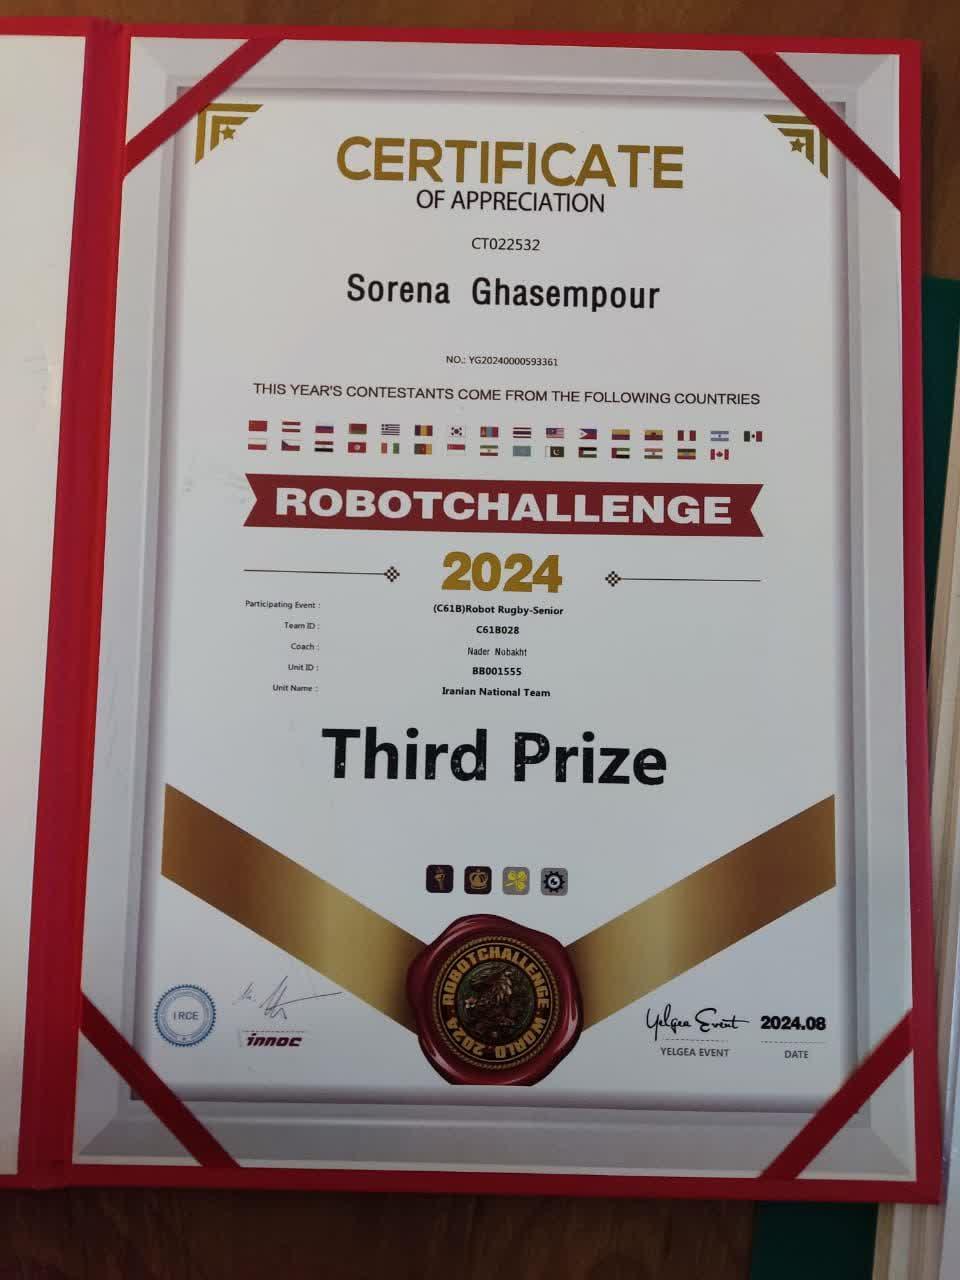 CERTIFICATE
OF APPRECIATION
CT022532
Sorena Ghasempour
NO.: YG20240000593361
THIS YEAR'S CONTESTANTS COME FROM THE FOLLOWING COUNTRIES
ROBOTCHALLENGE
2024
Participating Event : (C61B)Robot Rugby-Senior
Team ID : C61B028
Coach : Nader Nobakht
Unit ID : BB001555
Unit Name : Iranian National Team
Third Prize
ROBOTCHALLENGE WORLD 2024
IRCE
innoc
Yelgea Event
YELGEA EVENT
2024.08
DATE